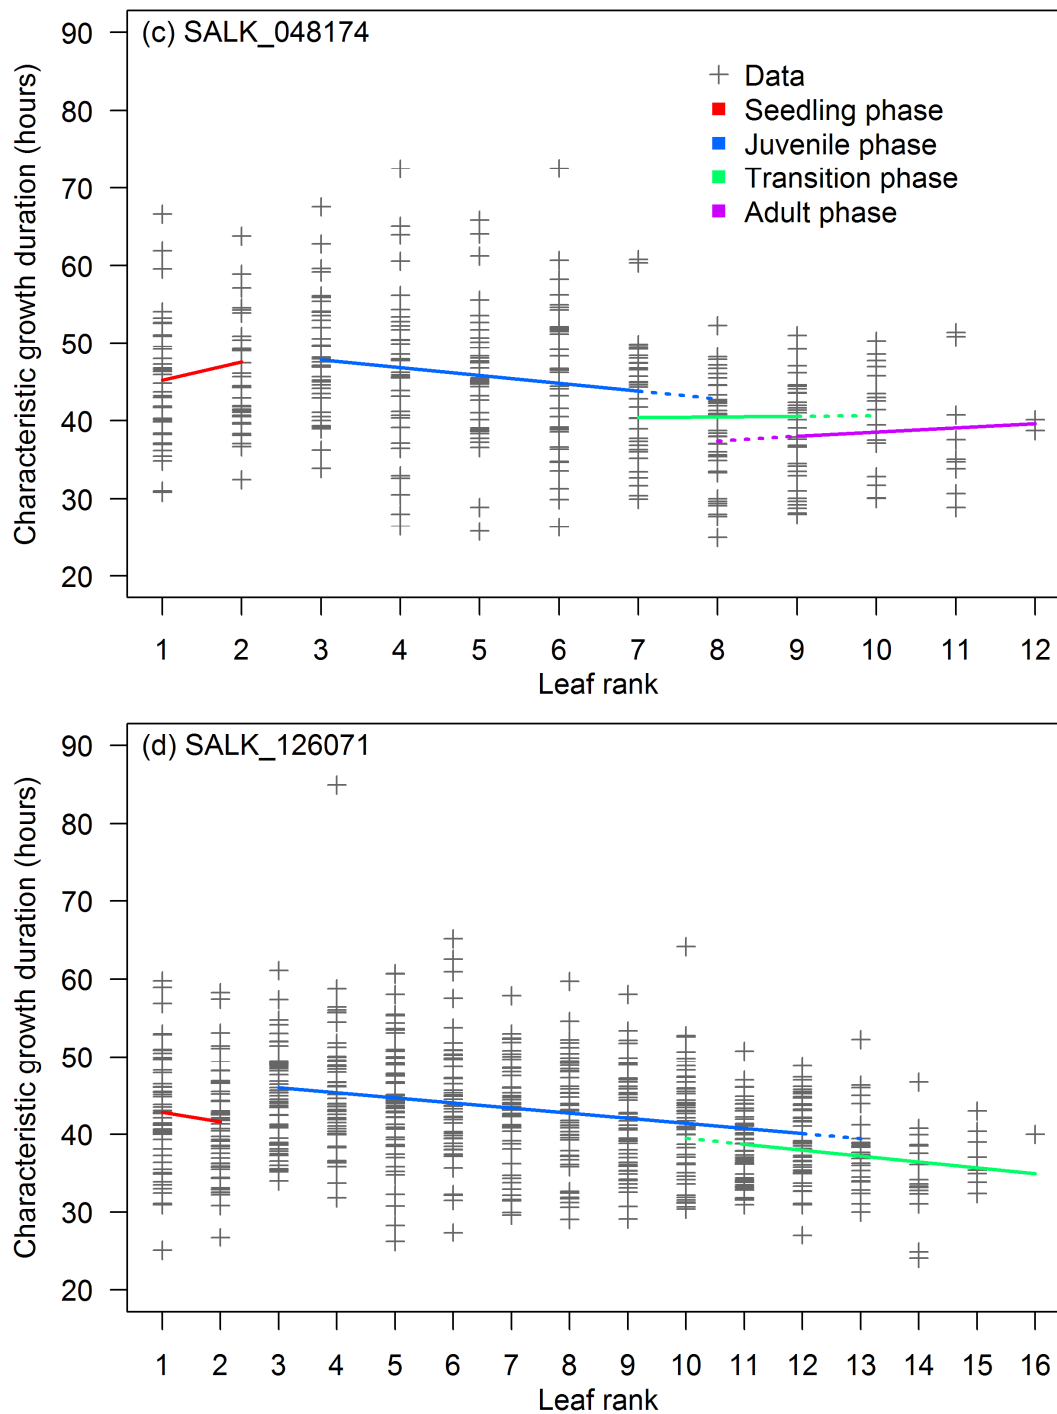 (c) SALK_048174
Data
Seedling phase
Juvenile phase
Transition phase
Adult phase
Characteristic growth duration (hours)
90
80
70
60
50
40
30
20
1 2 3 4 5 6 7 8 9 10 11 12
Leaf rank
(d) SALK_126071
Characteristic growth duration (hours)
90
80
70
60
50
40
30
20
1 2 3 4 5 6 7 8 9 10 11 12 13 14 15 16
Leaf rank